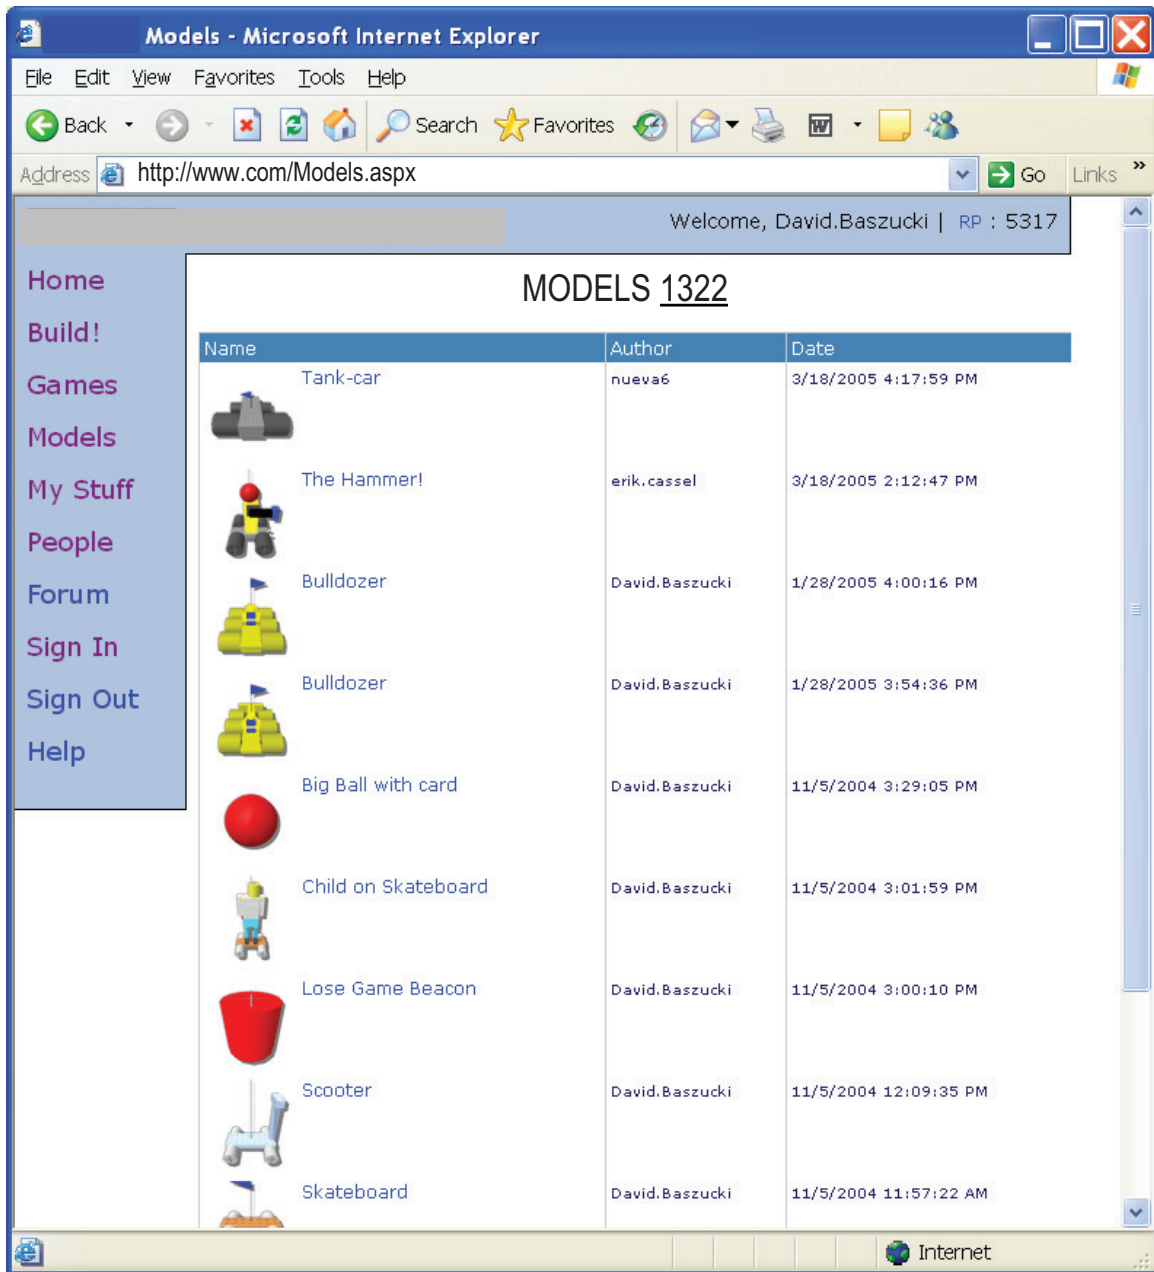 Models - Microsoft Internet Explorer
File Edit View Favorites Tools Help
Back Search Favorites
Address http://www.com/Models.aspx Go Links »
Welcome, David.Baszucki | RP : 5317
Home
Build!
Games
Models
My Stuff
People
Forum
Sign In
Sign Out
Help
MODELS 1322
Name Author Date
Tank-car nueva6 3/18/2005 4:17:59 PM
The Hammer! erik.cassel 3/18/2005 2:12:47 PM
Bulldozer David.Baszucki 1/28/2005 4:00:16 PM
Bulldozer David.Baszucki 1/28/2005 3:54:36 PM
Big Ball with card David.Baszucki 11/5/2004 3:29:05 PM
Child on Skateboard David.Baszucki 11/5/2004 3:01:59 PM
Lose Game Beacon David.Baszucki 11/5/2004 3:00:10 PM
Scooter David.Baszucki 11/5/2004 12:09:35 PM
Skateboard David.Baszucki 11/5/2004 11:57:22 AM
Internet